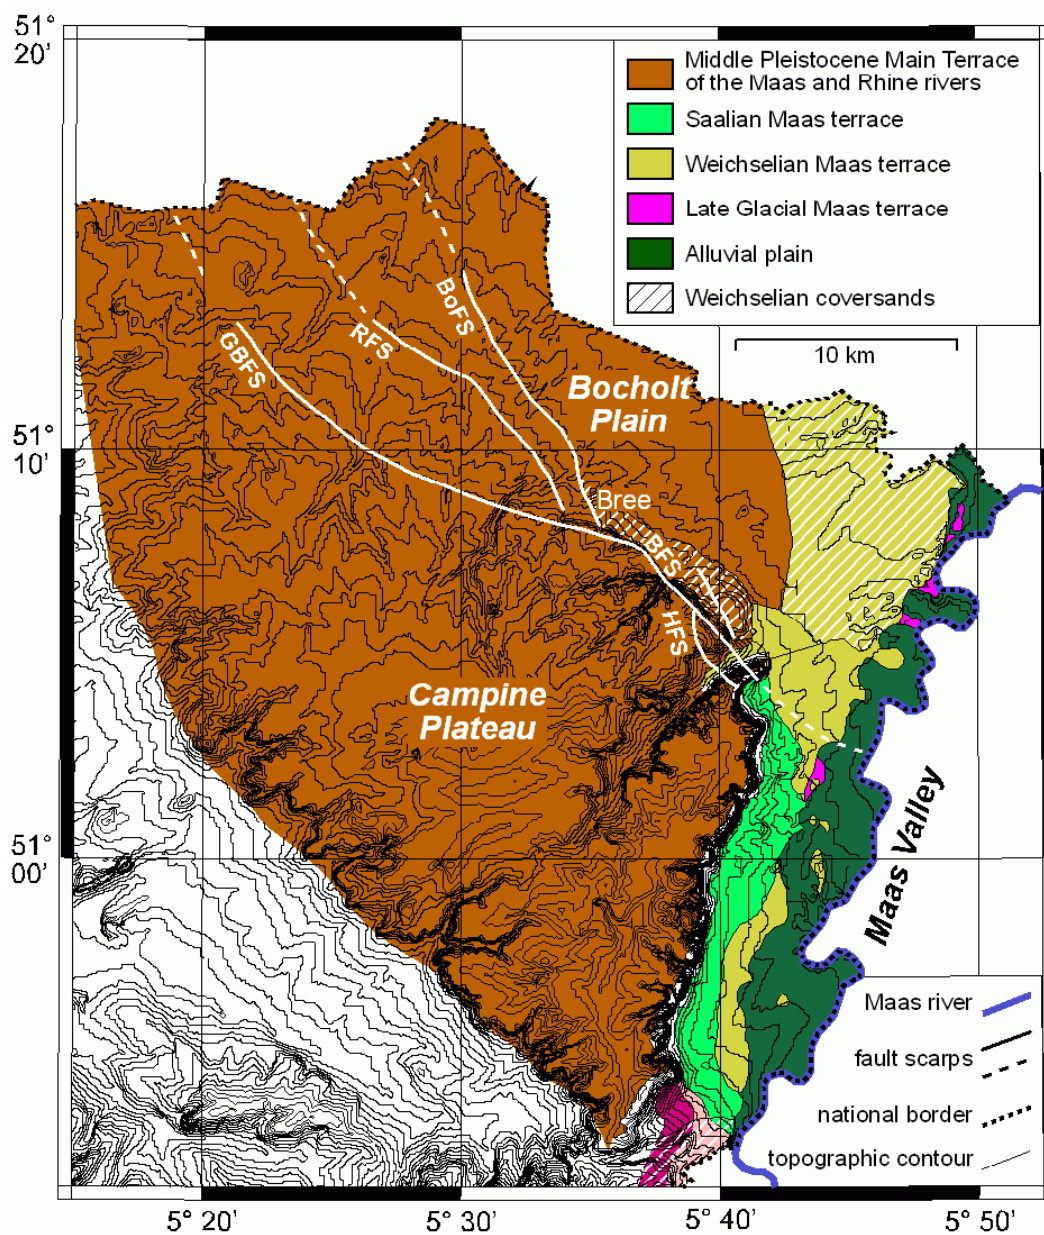 51°
20'
Middle Pleistocene Main Terrace
of the Maas and Rhine rivers
Saalian Maas terrace
Weichselian Maas terrace
Late Glacial Maas terrace
Alluvial plain
Weichselian coversands
10 km
BoFS
RFS
GBFS
Bocholt
Plain
51°
10'
Bree
BFS
HFS
Campine
Plateau
51°
00'
Maas Valley
Maas river
fault scarps
national border
topographic contour
5° 20'
5° 30'
5° 40'
5° 50'